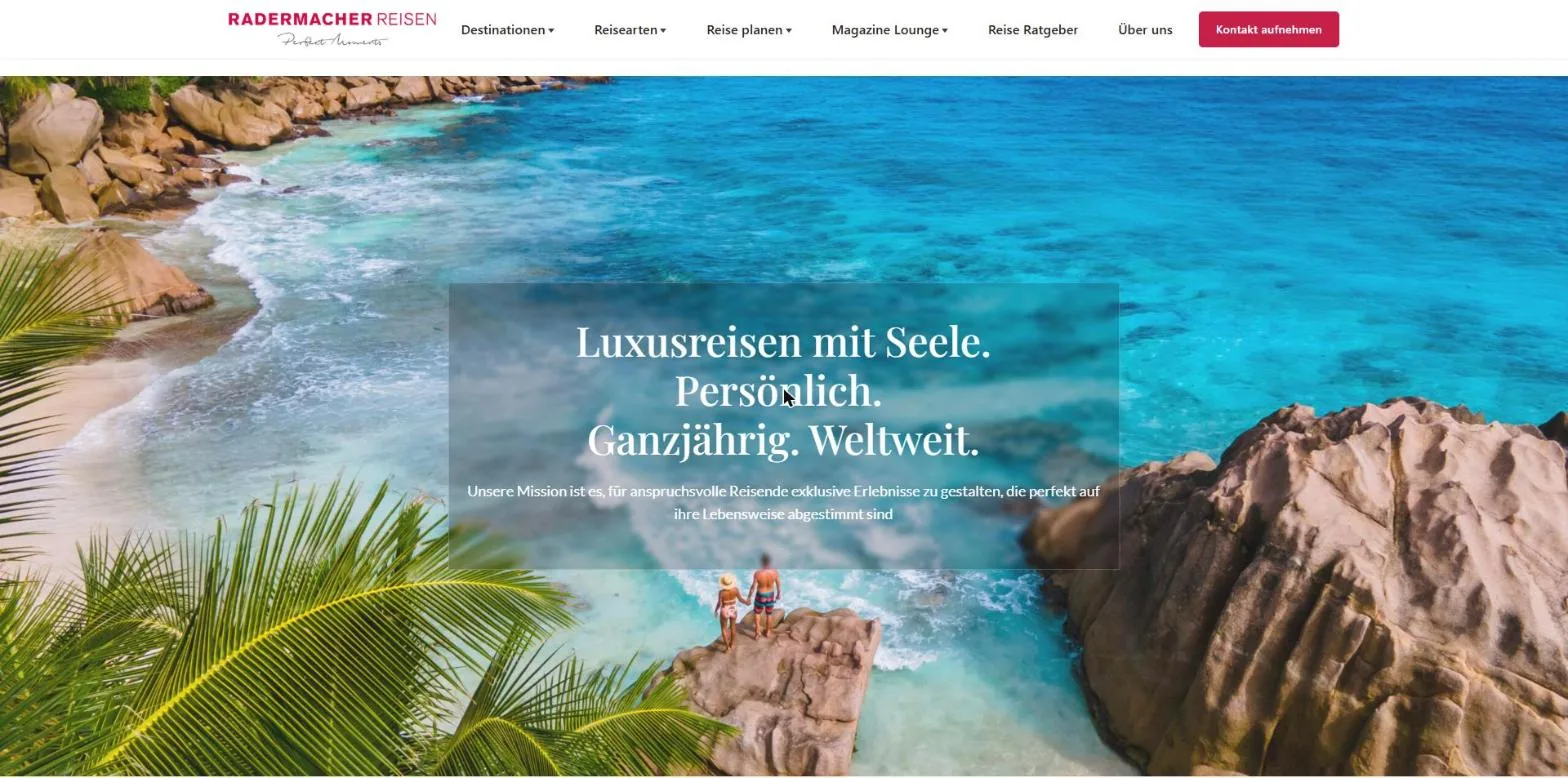 RADERMACHER REISEN
Perfect Moments
Destinationen
Reisearten
Reise planen
Magazine Lounge
Reise Ratgeber
Über uns
Kontakt aufnehmen
Luxusreisen mit Seele.
Persönlich.
Ganzjährig. Weltweit.
Unsere Mission ist es, für anspruchsvolle Reisende exklusive Erlebnisse zu gestalten, die perfekt auf
ihre Lebensweise abgestimmt sind